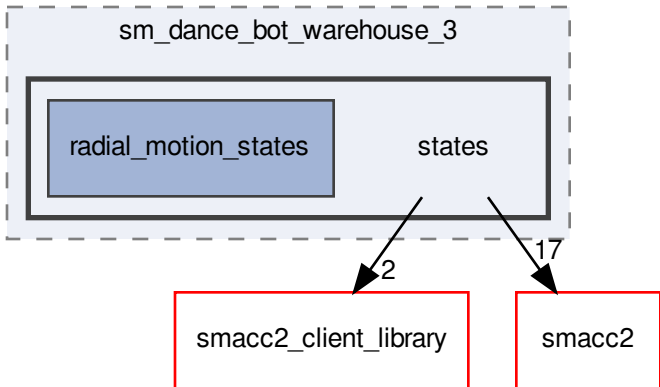 sm_dance_bot_warehouse_3
radial_motion_states
states
2
17
smacc2_client_library
smacc2